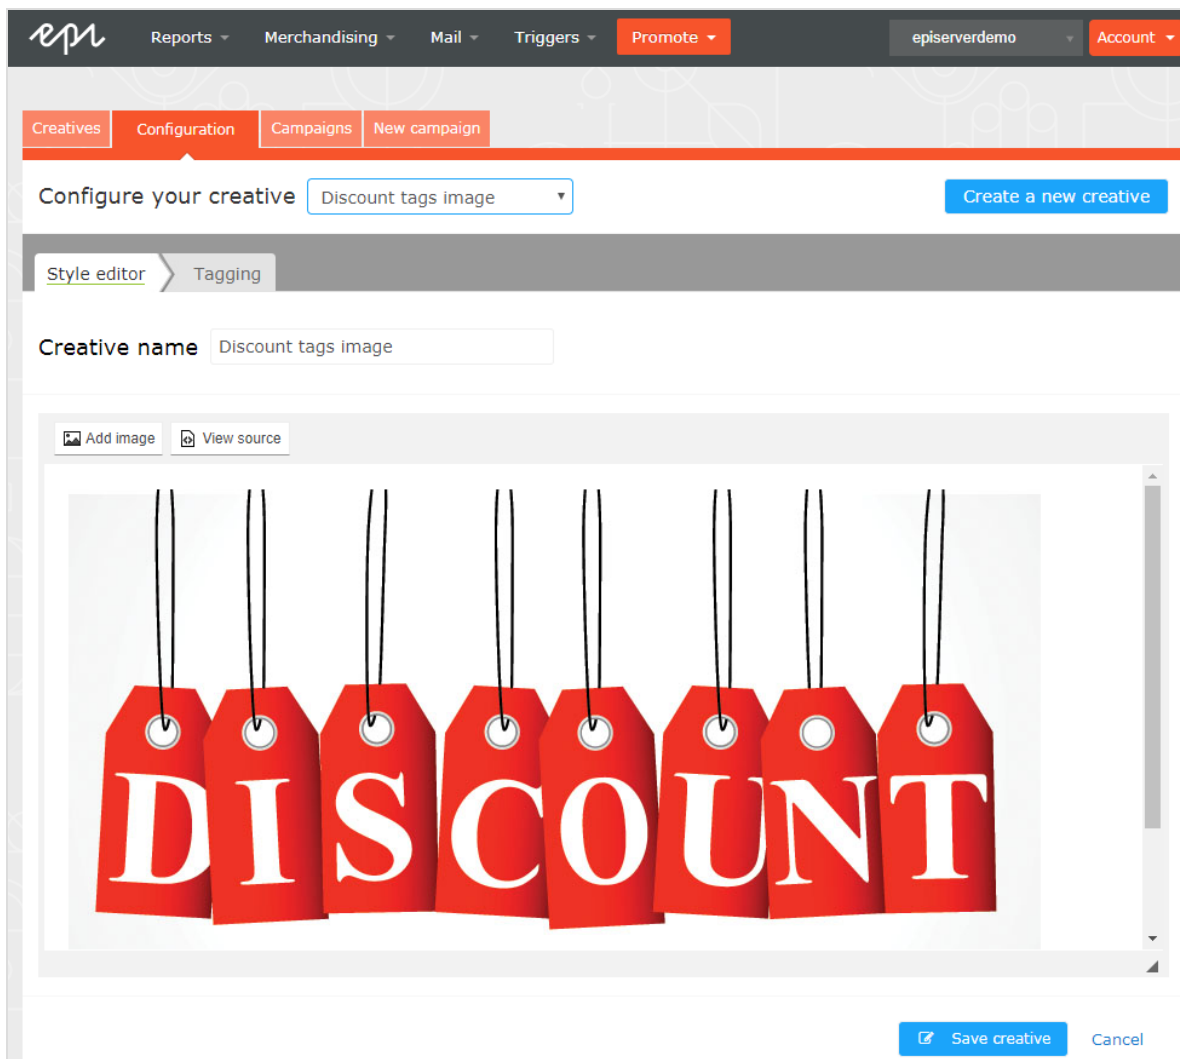 epi Reports Merchandising Mail Triggers Promote episerverdemo Account
Creatives Configuration Campaigns New campaign
Configure your creative Discount tags image Create a new creative
Style editor Tagging
Creative name Discount tags image
Add image View source
DISCOUNT
Save creative Cancel